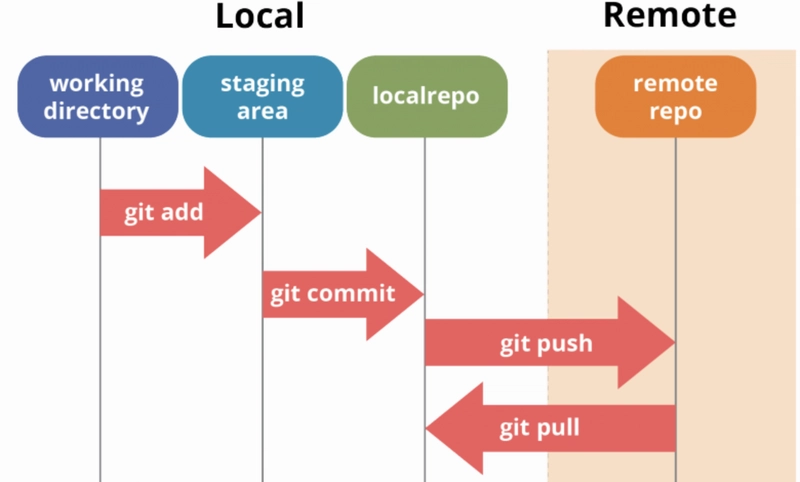 Local
Remote
working
directory
staging
area
localrepo
remote
repo
git add
git commit
git push
git pull